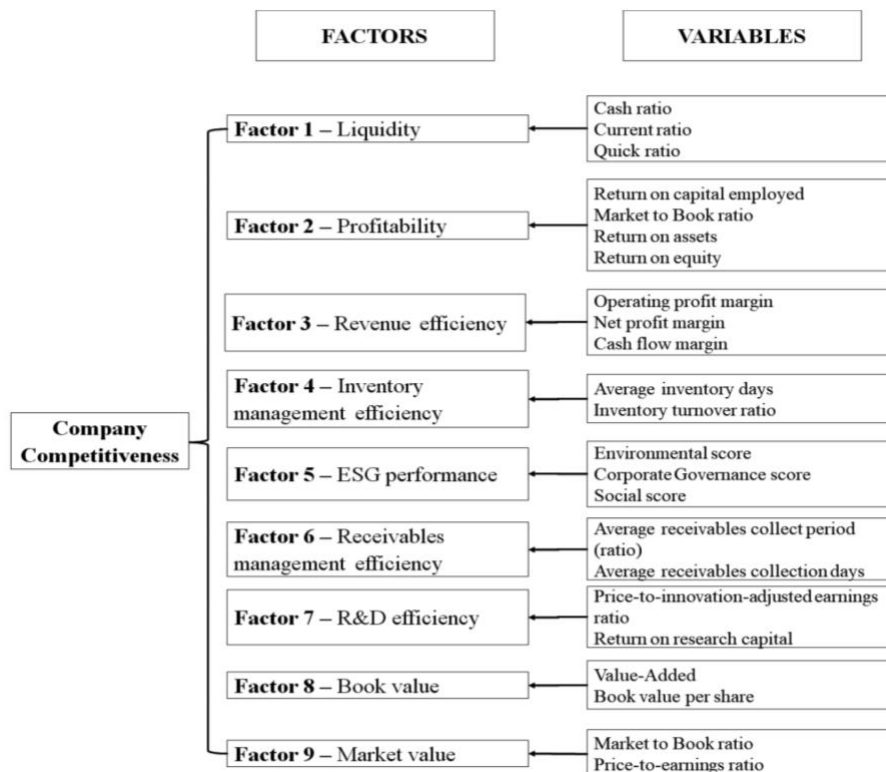 FACTORS
VARIABLES
Company
Competitiveness
Factor 1 – Liquidity
Cash ratio
Current ratio
Quick ratio
Factor 2 – Profitability
Return on capital employed
Market to Book ratio
Return on assets
Return on equity
Factor 3 – Revenue efficiency
Operating profit margin
Net profit margin
Cash flow margin
Factor 4 – Inventory
management efficiency
Average inventory days
Inventory turnover ratio
Factor 5 – ESG performance
Environmental score
Corporate Governance score
Social score
Factor 6 – Receivables
management efficiency
Average receivables collect period
(ratio)
Average receivables collection days
Factor 7 – R&D efficiency
Price-to-innovation-adjusted earnings
ratio
Return on research capital
Factor 8 – Book value
Value-Added
Book value per share
Factor 9 – Market value
Market to Book ratio
Price-to-earnings ratio